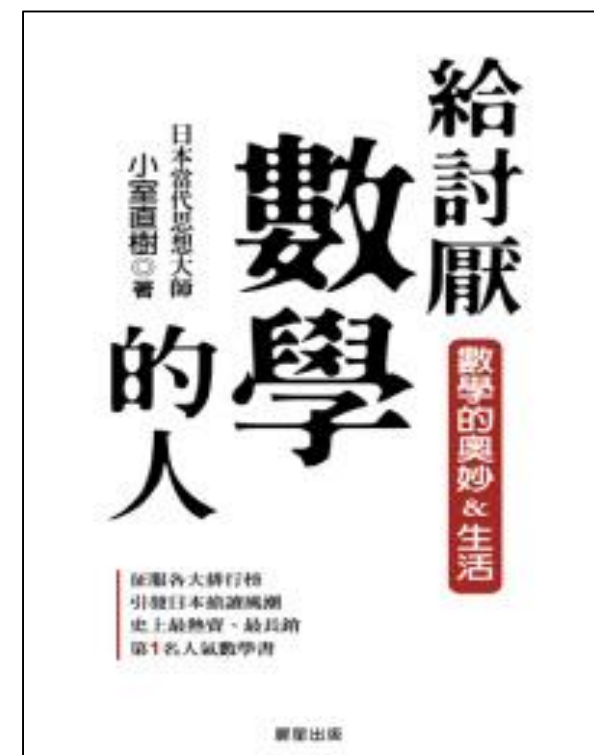 給討厭
數學
的人
數學的奧妙&生活
日本當代思想大師
小室直樹◎著
征服各大排行榜
引發日本搶讀風潮
史上最熱賣、最長銷
第1名人氣數學書